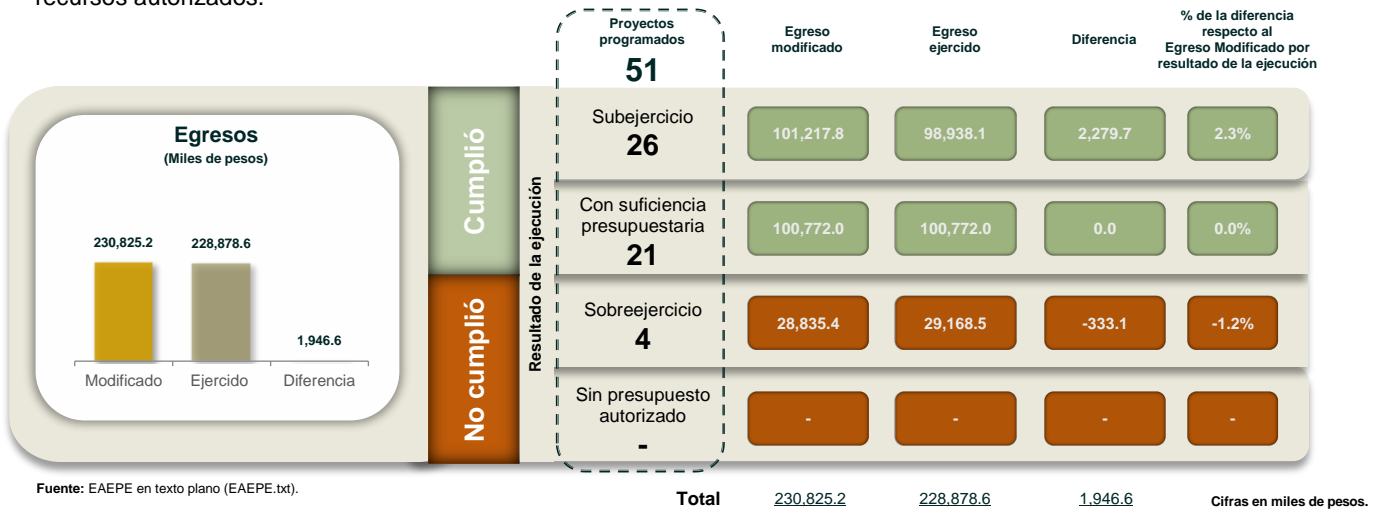 recursos autorizados.
Proyectos
programados
51
Egreso
modificado
Egreso
ejercido
Diferencia
% de la diferencia
respecto al
Egreso Modificado por
resultado de la ejecución
Egresos
(Miles de pesos)
230,825.2
228,878.6
1,946.6
Modificado
Ejercido
Diferencia
Cumplió
No cumplió
Resultado de la ejecución
Subejercicio
26
101,217.8
98,938.1
2,279.7
2.3%
Con suficiencia
presupuestaria
21
100,772.0
100,772.0
0.0
0.0%
Sobreejercicio
4
28,835.4
29,168.5
-333.1
-1.2%
Sin presupuesto
autorizado
-
-
-
-
-
Fuente: EAEPE en texto plano (EAEPE.txt).
Total
230,825.2
228,878.6
1,946.6
Cifras en miles de pesos.